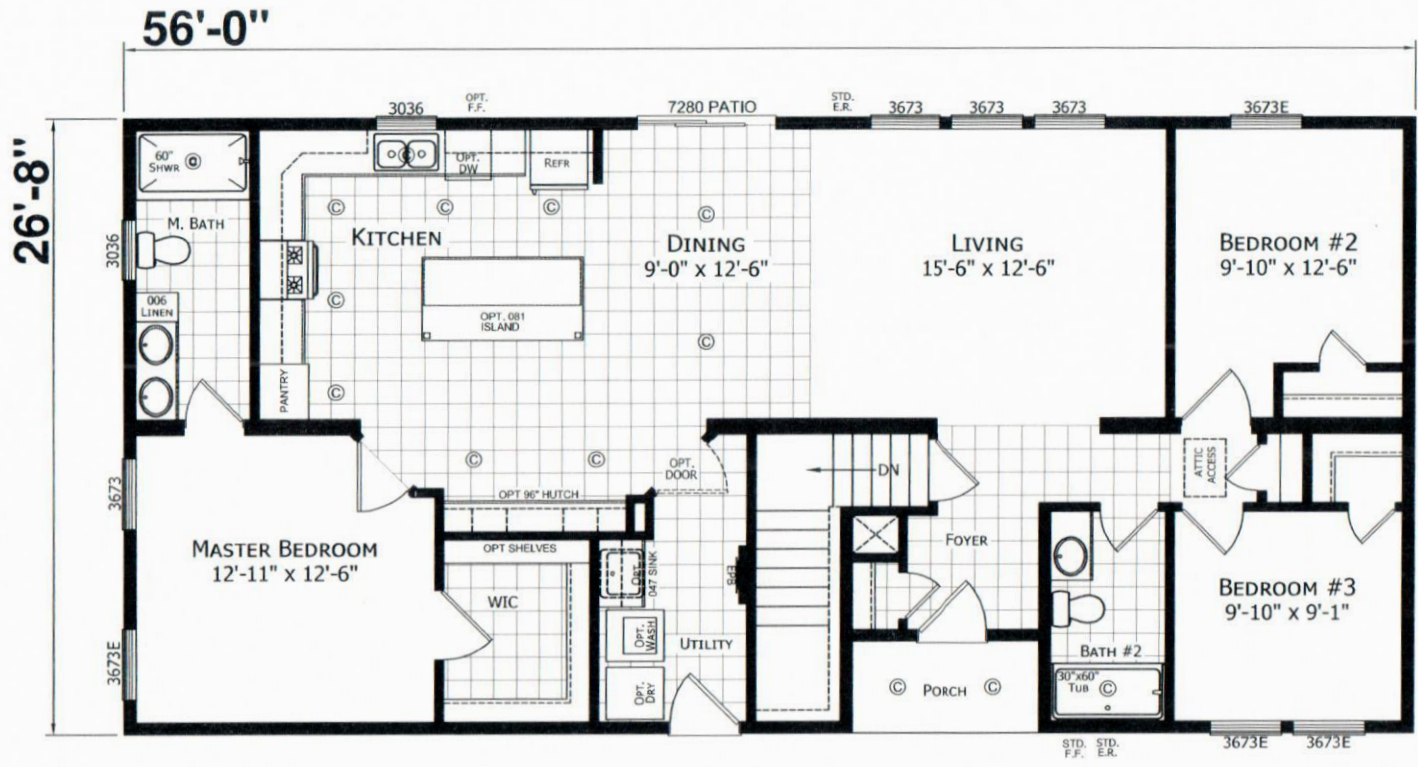 56'-0"
26'-8"
3036
OPT.
F.F.
7280 PATIO
STD.
E.R.
3673
3673
3673
3673E
60"
SHWR
M. BATH
3036
006
LINEN
C
OPT.
DW
REFR
C
C
C
KITCHEN
C
C
PANTRY
OPT. 081
ISLAND
C
DINING
9'-0" x 12'-6"
C
LIVING
15'-6" x 12'-6"
BEDROOM #2
9'-10" x 12'-6"
C
C
OPT.
DOOR
OPT 96" HUTCH
DN
ATTIC
ACCESS
3673
3673E
MASTER BEDROOM
12'-11" x 12'-6"
OPT SHELVES
WIC
OPT.
047 SINK
EPB
OPT.
WASH
UTILITY
OPT.
DRY
FOYER
C
PORCH
C
BATH #2
30"x60"
TUB
C
BEDROOM #3
9'-10" x 9'-1"
STD.
F.F.
STD.
E.R.
3673E
3673E